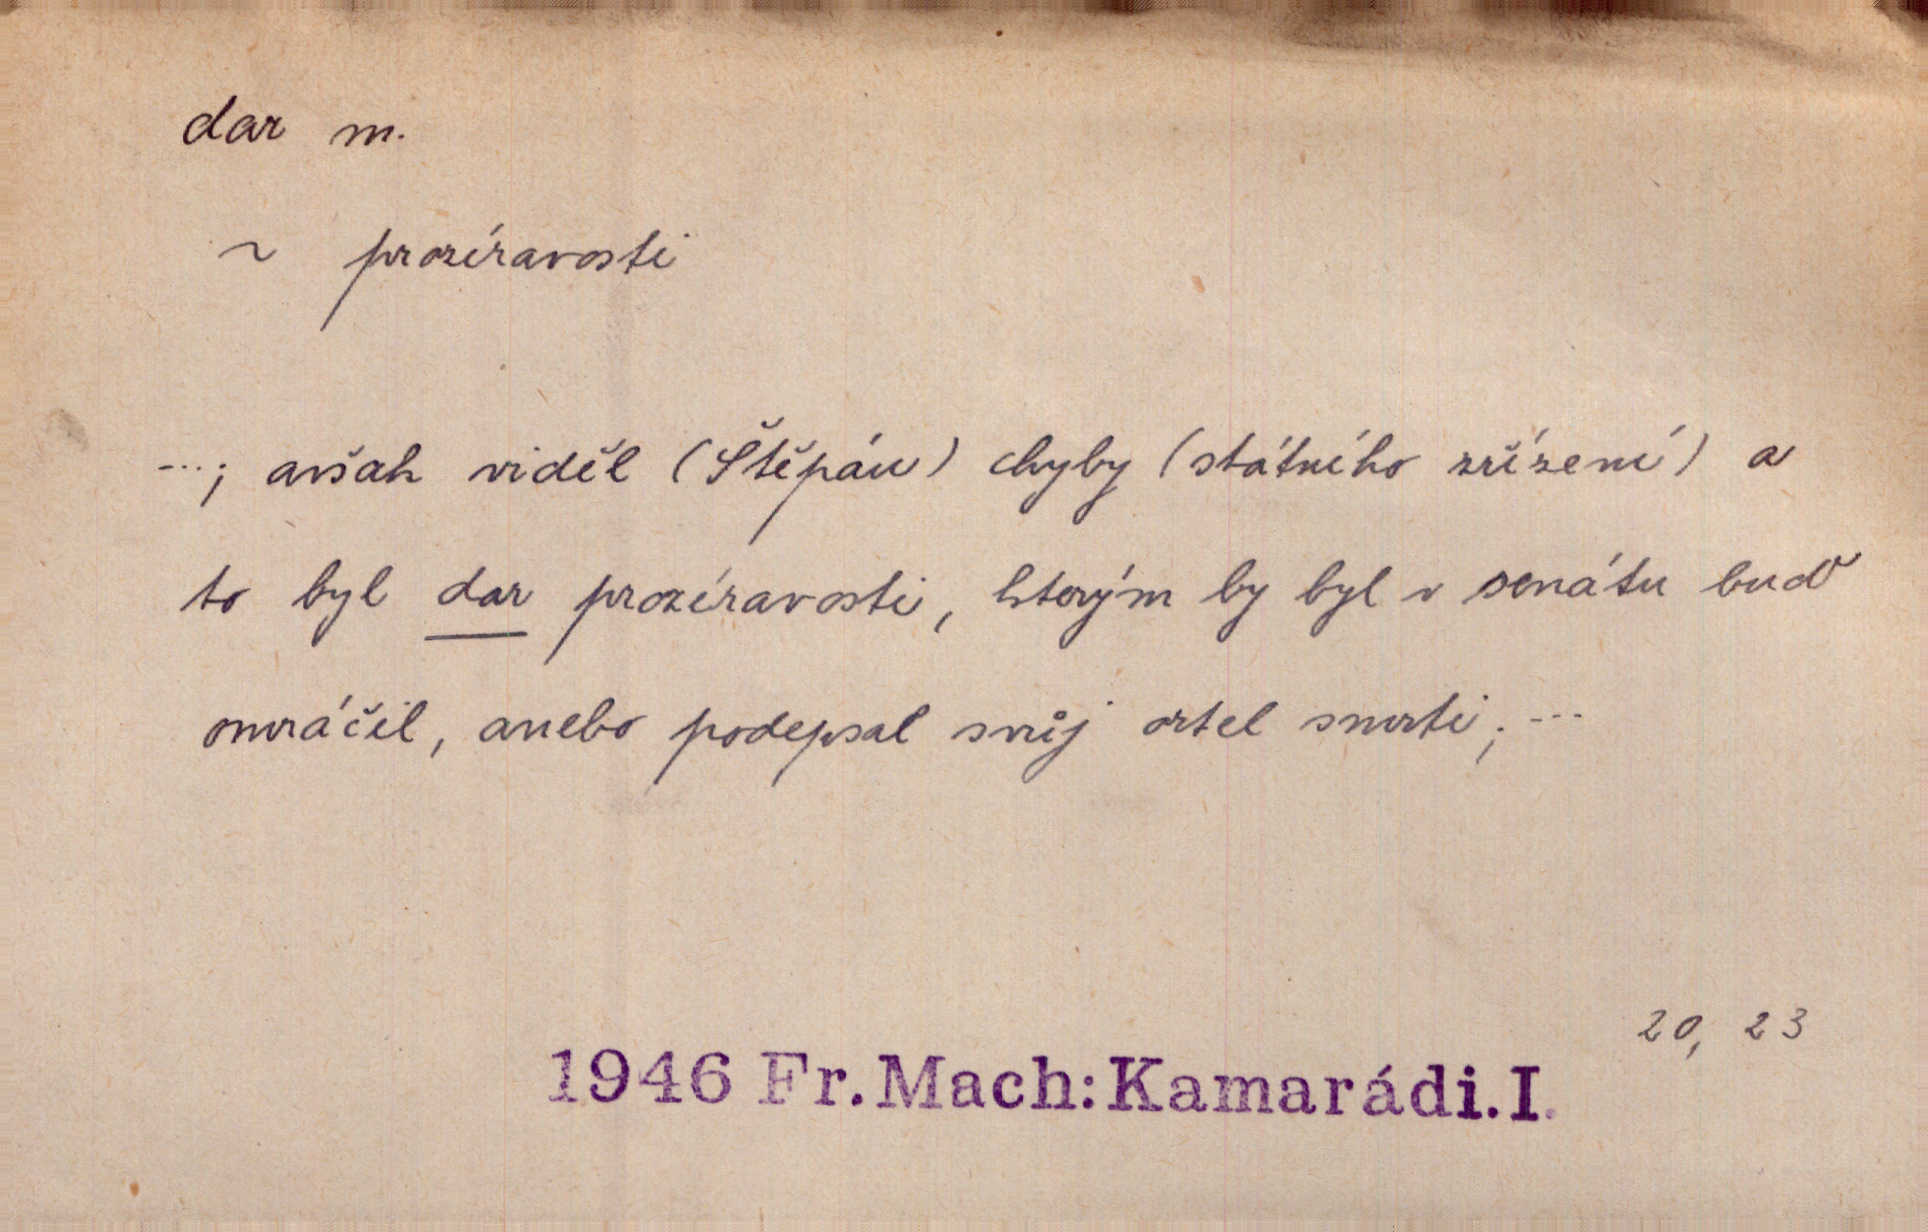 dar m.
~ prozíravosti
...; avšak viděl (Štěpán) chyby (státního zřízení) a
to byl dar prozíravosti, kterým by byl v senátu buď
omráčil, anebo podepsal svůj ortel smrti; ...
20, 23
1946 Fr. Mach: Kamarádi. I.